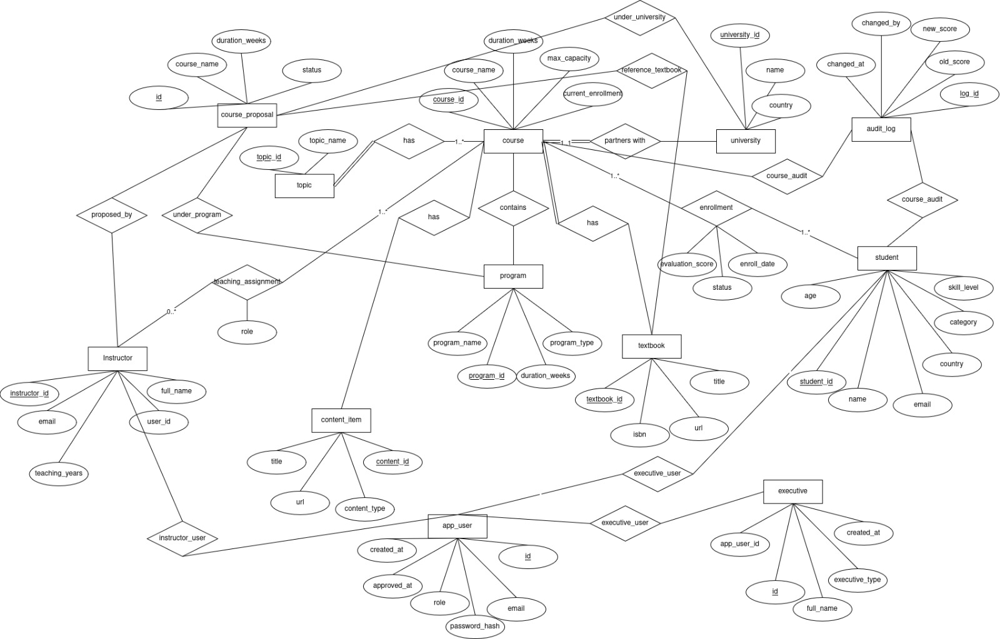 under_university
changed_by
new_score
duration_weeks
duration_weeks
university_id
max_capacity
old_score
course_name
changed_at
status
course_name
reference_textbook
name
id
course_id
current_enrollment
log_id
country
course_proposal
audit_log
topic_name
has
1..*
course
1..1
partners with
university
topic_id
topic
1..*
course_audit
course_audit
proposed_by
under_program
1..*
has
contains
has
enrollment
1..*
student
evaluation_score
enroll_date
teaching_assignment
program
status
skill_level
age
0..*
category
role
program_name
program_type
textbook
Instructor
country
program_id
duration_weeks
title
student_id
instructor_id
full_name
textbook_id
name
email
email
user_id
content_item
isbn
url
title
content_id
teaching_years
executive_user
executive
url
content_type
app_user
executive_user
instructor_user
created_at
created_at
id
app_user_id
approved_at
executive_type
role
email
id
full_name
password_hash